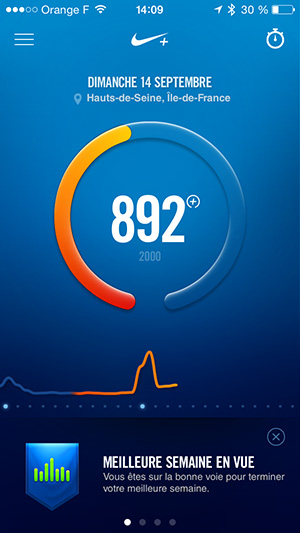 Orange F 14:09 30 %
+
DIMANCHE 14 SEPTEMBRE
Hauts-de-Seine, Île-de-France
892
2000
MEILLEURE SEMAINE EN VUE
Vous êtes sur la bonne voie pour terminer
votre meilleure semaine.